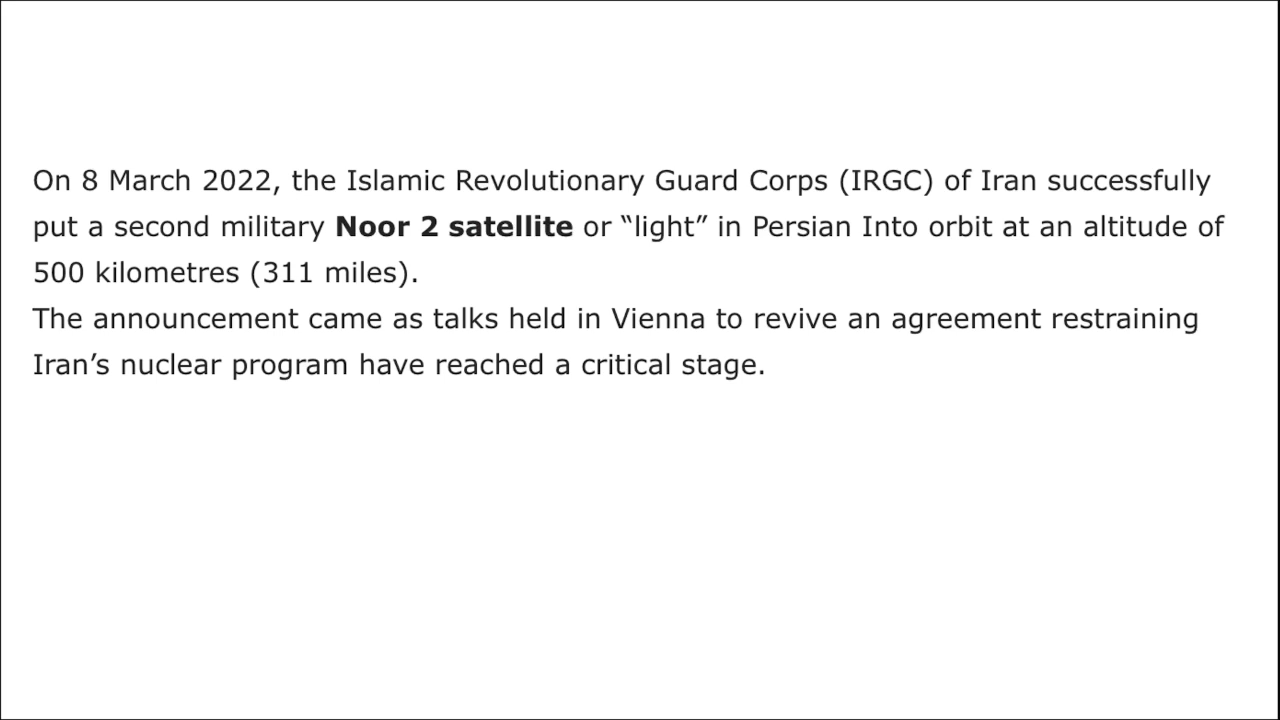 On 8 March 2022, the Islamic Revolutionary Guard Corps (IRGC) of Iran successfully
put a second military Noor 2 satellite or “light” in Persian Into orbit at an altitude of
500 kilometres (311 miles).
The announcement came as talks held in Vienna to revive an agreement restraining
Iran’s nuclear program have reached a critical stage.